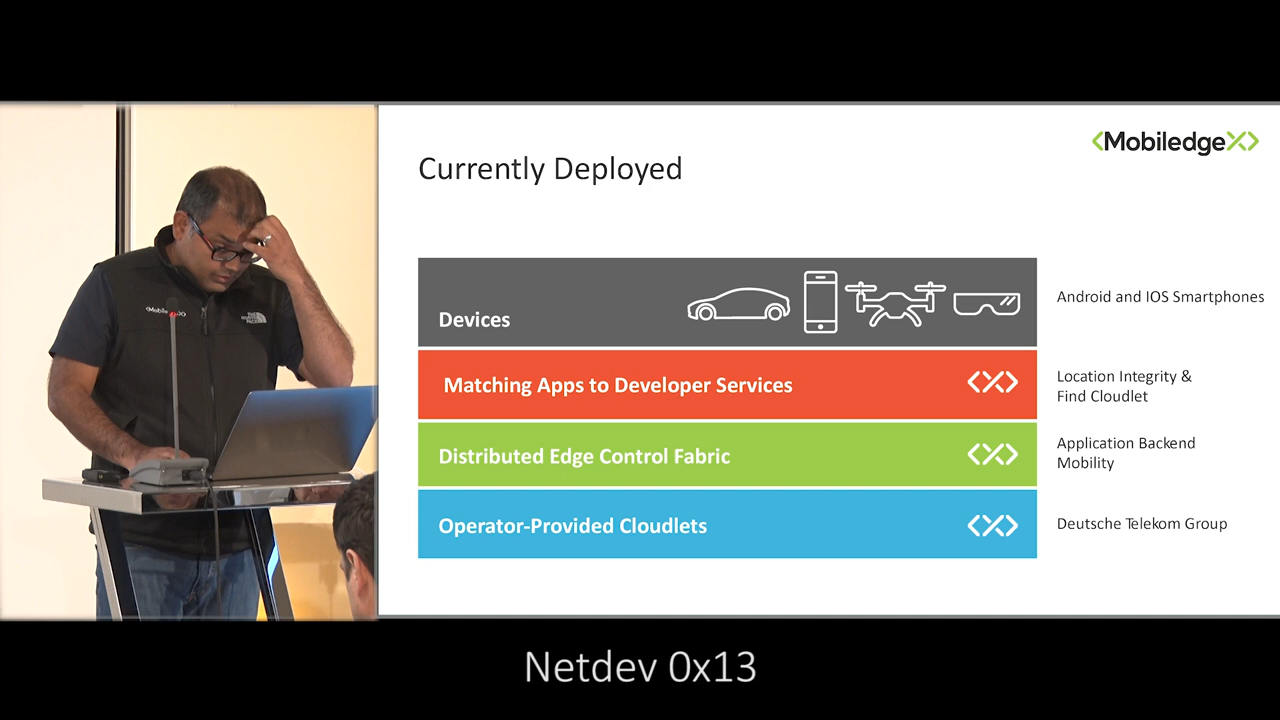 <MobiledgeX>
Currently Deployed
Devices
Android and IOS Smartphones
Matching Apps to Developer Services
Location Integrity &
Find Cloudlet
Distributed Edge Control Fabric
Application Backend
Mobility
Operator-Provided Cloudlets
Deutsche Telekom Group
Netdev 0x13